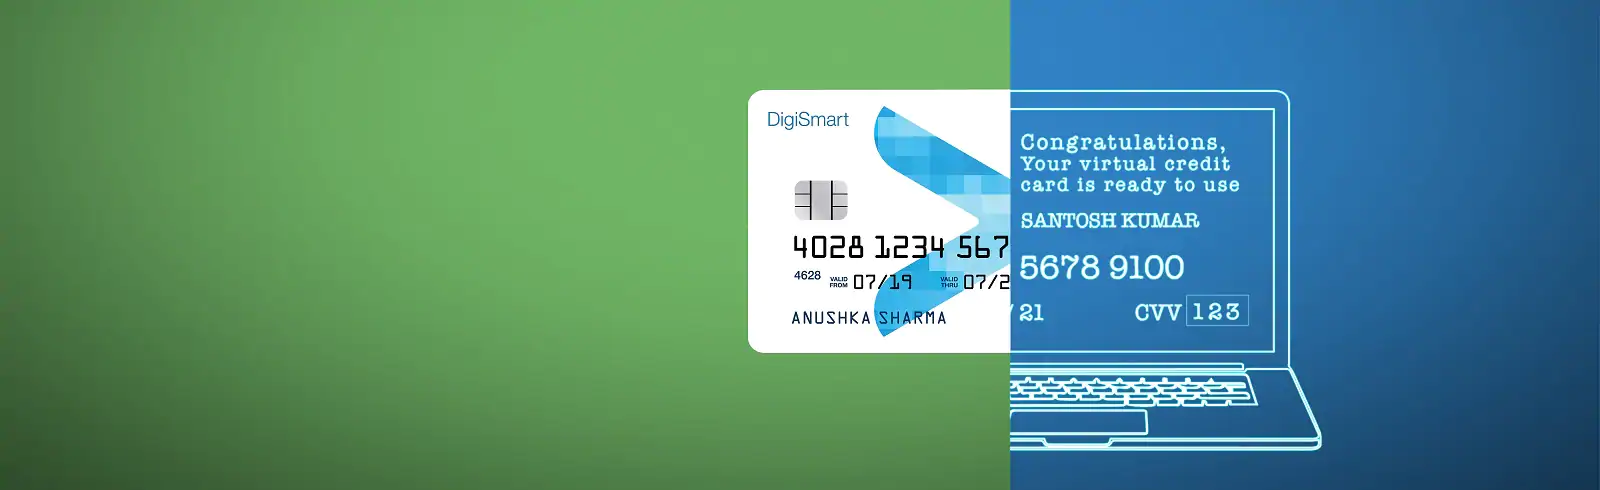 DigiSmart
4028 1234 567
4628 VALID FROM 07/19 VALID THRU 07/2
ANUSHKA SHARMA
Congratulations,
Your virtual credit
card is ready to use
SANTOSH KUMAR
5678 9100
/ 21 CVV 123